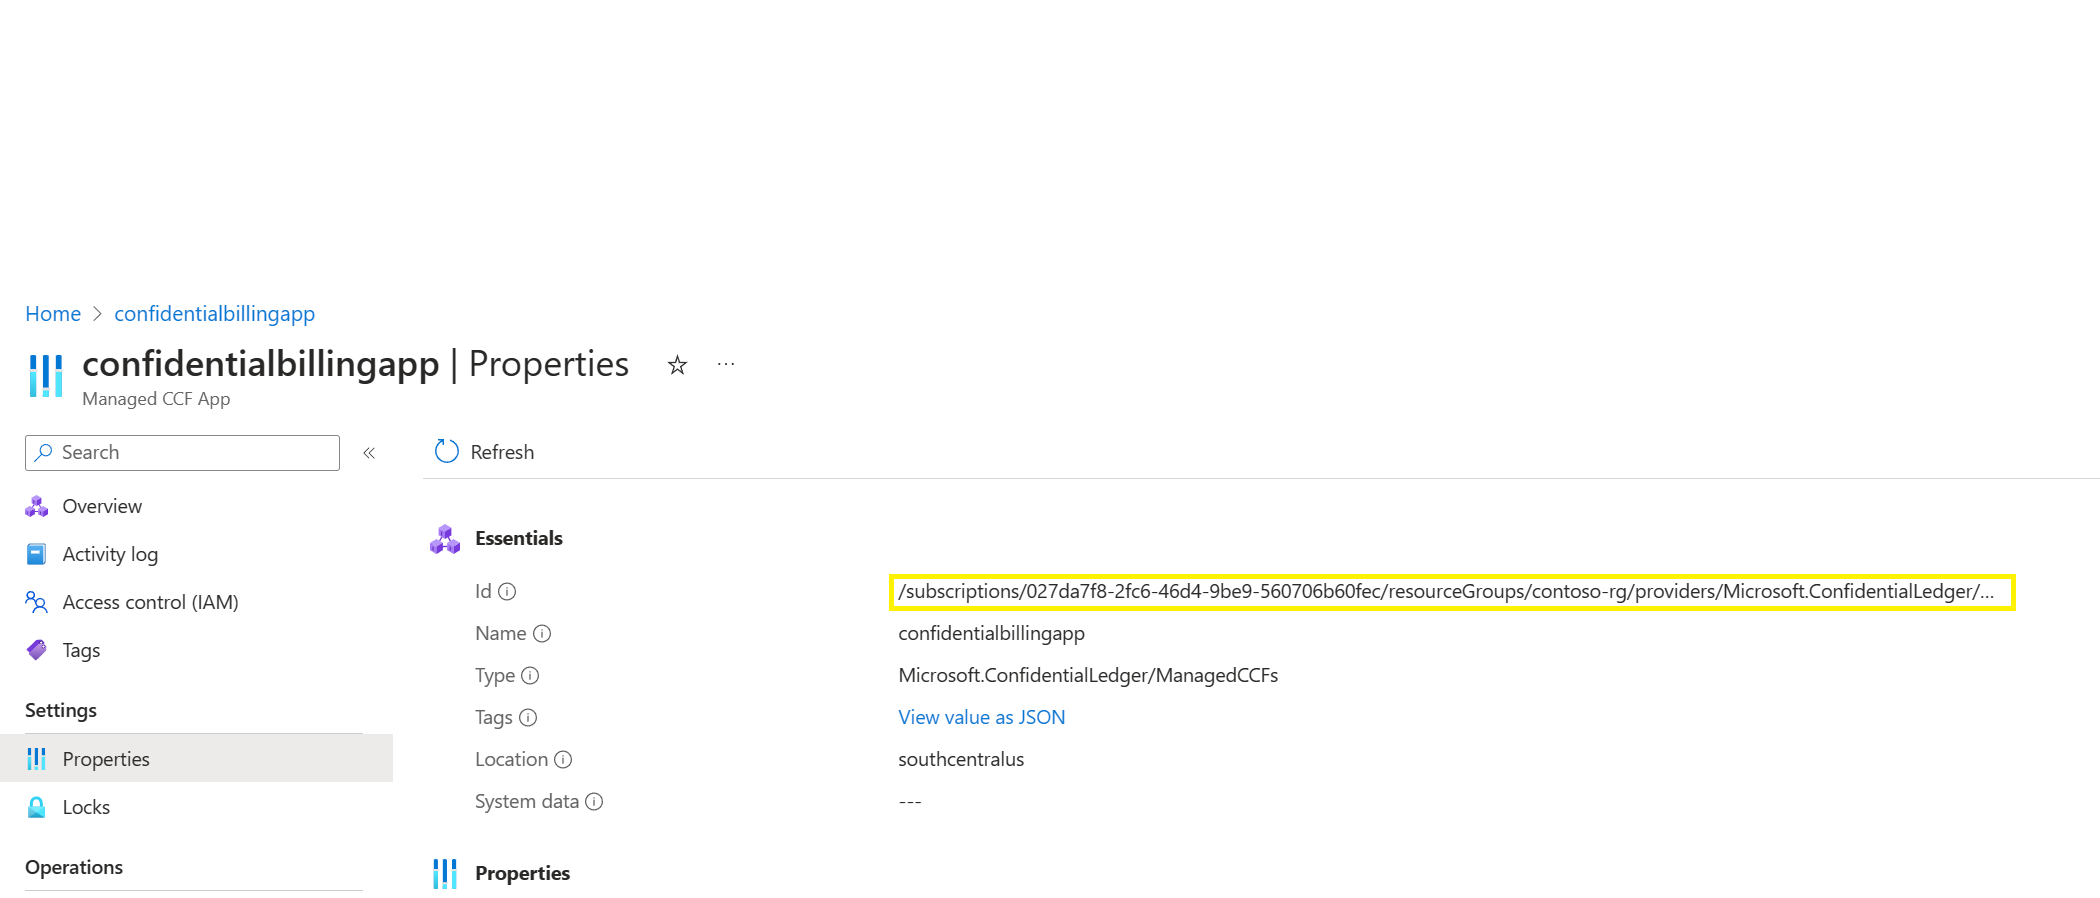 Home > confidentialbillingapp
confidentialbillingapp | Properties ☆ ...
Managed CCF App
Search «
Overview
Activity log
Access control (IAM)
Tags
Settings
Properties
Locks
Operations
Refresh
Essentials
Id /subscriptions/027da7f8-2fc6-46d4-9be9-560706b60fec/resourceGroups/contoso-rg/providers/Microsoft.ConfidentialLedger/...
Name confidentialbillingapp
Type Microsoft.ConfidentialLedger/ManagedCCFs
Tags View value as JSON
Location southcentralus
System data ---
Properties